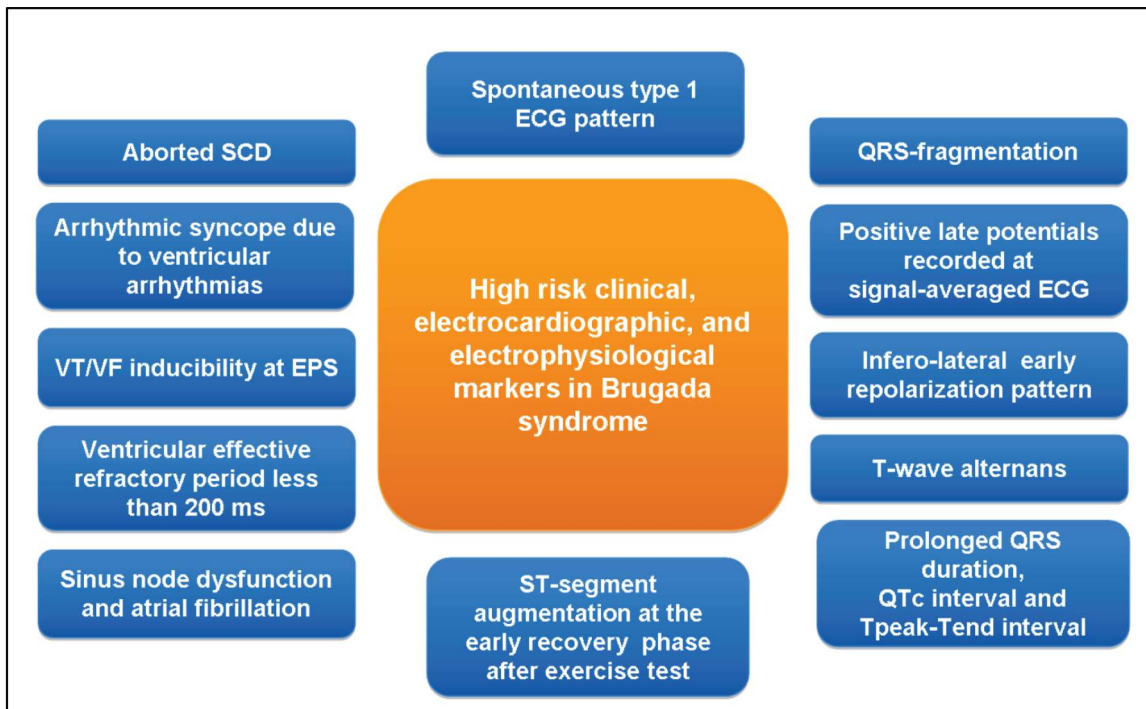 Spontaneous type 1
ECG pattern
Aborted SCD
Arrhythmic syncope due
to ventricular
arrhythmias
VT/VF inducibility at EPS
Ventricular effective
refractory period less
than 200 ms
Sinus node dysfunction
and atrial fibrillation
High risk clinical,
electrocardiographic, and
electrophysiological
markers in Brugada
syndrome
ST-segment
augmentation at the
early recovery phase
after exercise test
QRS-fragmentation
Positive late potentials
recorded at
signal-averaged ECG
Infero-lateral early
repolarization pattern
T-wave alternans
Prolonged QRS
duration,
QTc interval and
Tpeak-Tend interval